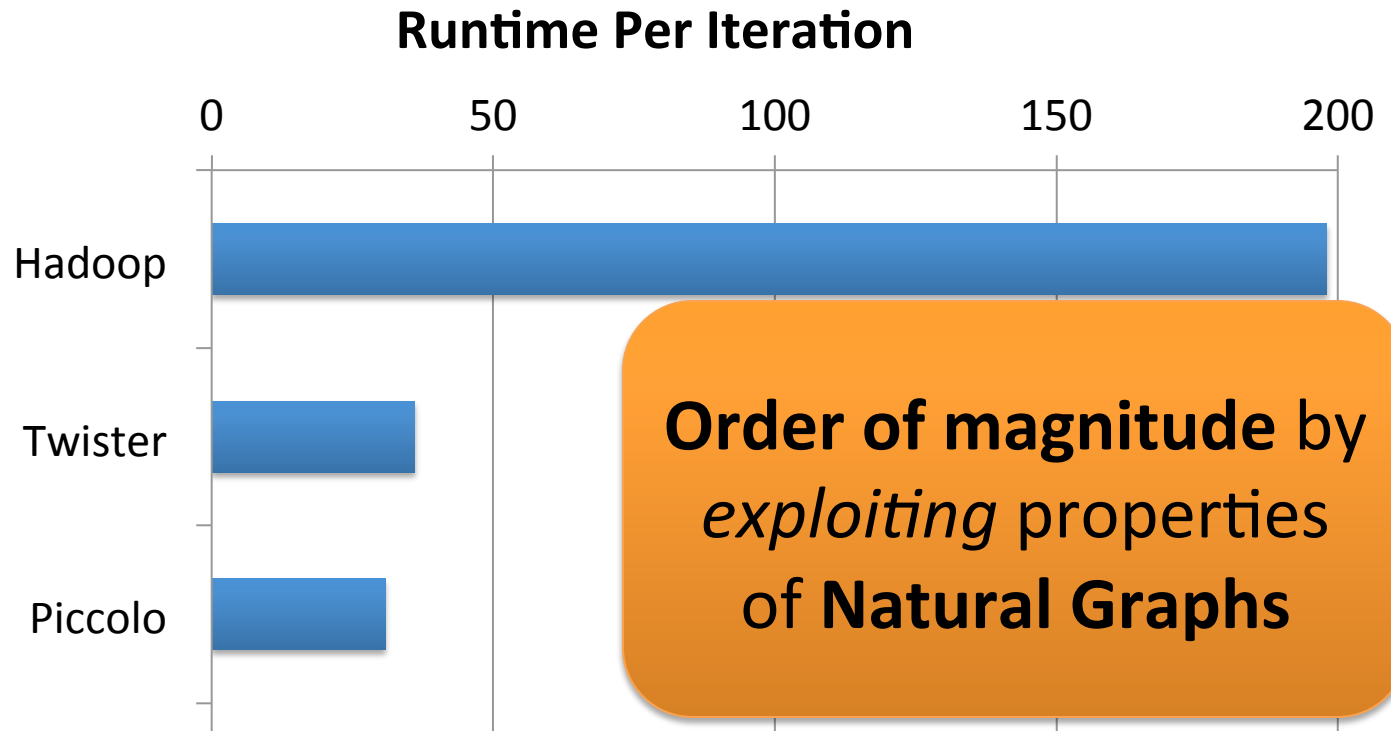 Runtime Per Iteration
0 50 100 150 200
Hadoop
Twister
Piccolo
Order of magnitude by
exploiting properties
of Natural Graphs